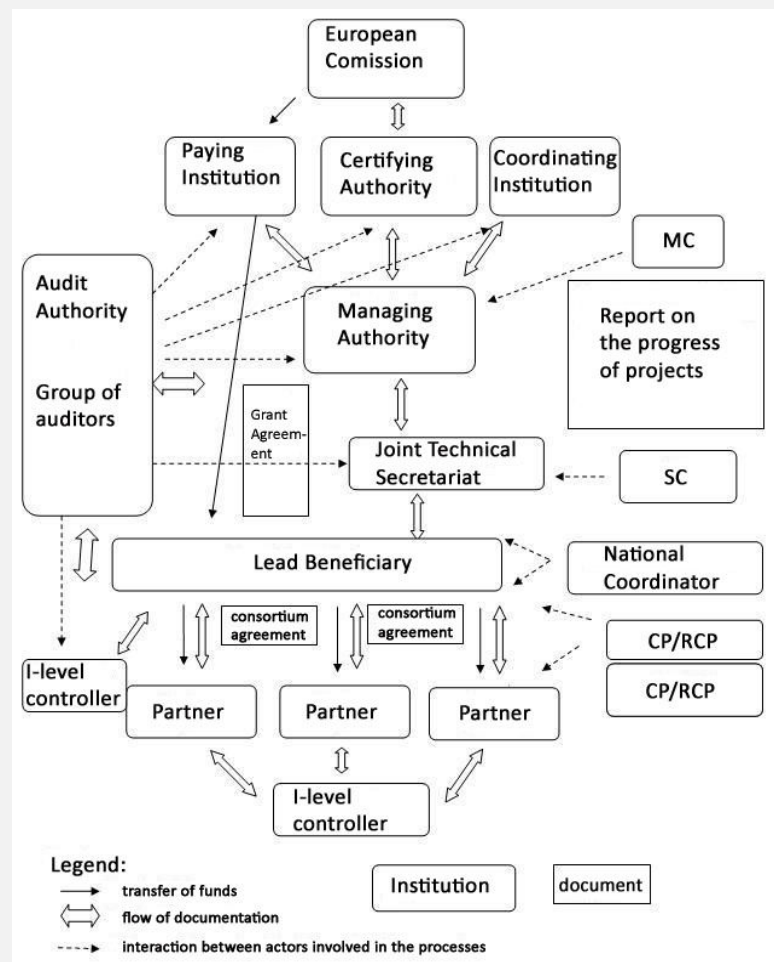 European
Comission
Paying
Institution
Certifying
Authority
Coordinating
Institution
MC
Audit
Authority
Group of
auditors
Managing
Authority
Report on
the progress
of projects
Grant
Agreem-
ent
Joint Technical
Secretariat
SC
Lead Beneficiary
National
Coordinator
consortium
agreement
consortium
agreement
CP/RCP
CP/RCP
I-level
controller
Partner
Partner
Partner
I-level
controller
Legend:
transfer of funds
flow of documentation
interaction between actors involved in the processes
Institution
document